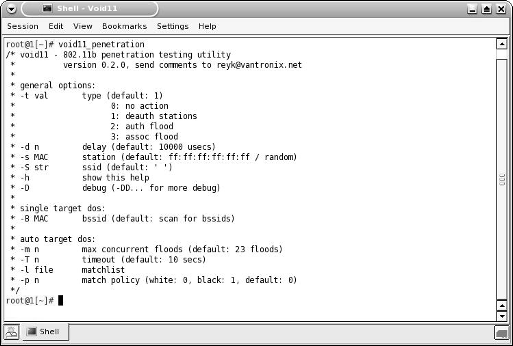 Shell - Void11
Session Edit View Bookmarks Settings Help
root@1[~]# void11_penetration
/* void11 - 802.11b penetration testing utility
 *          version 0.2.0, send comments to reyk@vantronix.net
 *
 * general options:
 * -t val       type (default: 1)
 *                    0: no action
 *                    1: deauth stations
 *                    2: auth flood
 *                    3: assoc flood
 * -d n         delay (default: 10000 usecs)
 * -s MAC       station (default: ff:ff:ff:ff:ff:ff / random)
 * -S str       ssid (default: ' ')
 * -h           show this help
 * -D           debug (-DD... for more debug)
 *
 * single target dos:
 * -B MAC       bssid (default: scan for bssids)
 *
 * auto target dos:
 * -m n         max concurrent floods (default: 23 floods)
 * -T n         timeout (default: 10 secs)
 * -l file      matchlist
 * -p n         match policy (white: 0, black: 1, default: 0)
 */
root@1[~]#
Shell